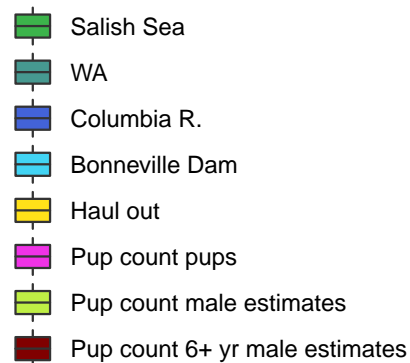 Salish Sea
WA
Columbia R.
Bonneville Dam
Haul out
Pup count pups
Pup count male estimates
Pup count 6+ yr male estimates